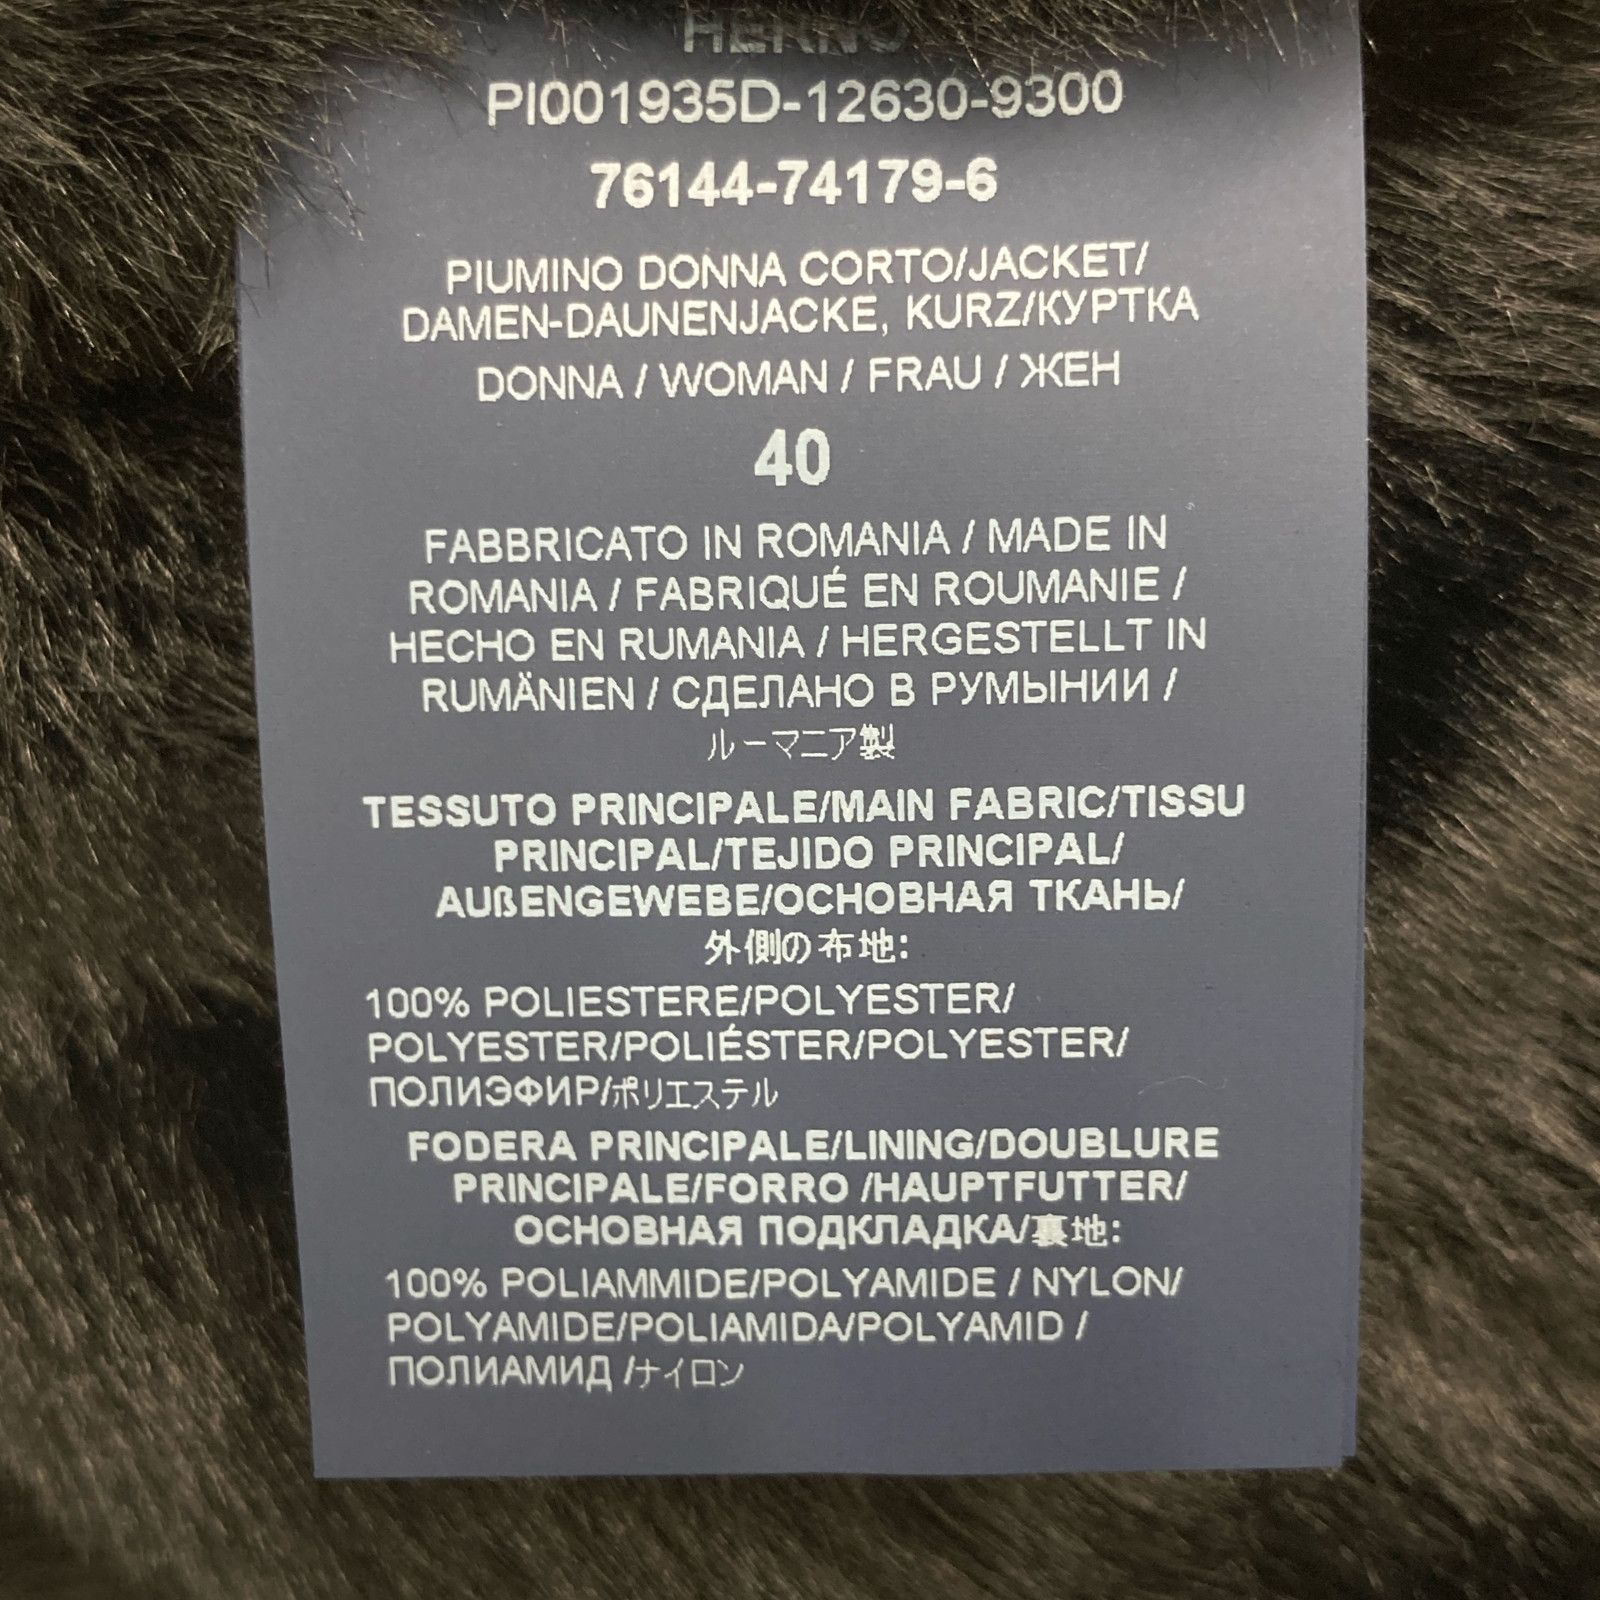 HERNO
PI001935D-12630-9300
76144-74179-6
PIUMINO DONNA CORTO/JACKET/
DAMEN-DAUNENJACKE, KURZ/КУРТКА
DONNA / WOMAN / FRAU / ЖЕН
40
FABBRICATO IN ROMANIA / MADE IN
ROMANIA / FABRIQUÉ EN ROUMANIE /
HECHO EN RUMANIA / HERGESTELLT IN
RUMÄNIEN / СДЕЛАНО В РУМЫНИИ /
ルーマニア製
TESSUTO PRINCIPALE/MAIN FABRIC/TISSU
PRINCIPAL/TEJIDO PRINCIPAL/
AUßENGEWEBE/ОСНОВНАЯ ТКАНЬ/
外側の布地:
100% POLIESTERE/POLYESTER/
POLYESTER/POLIÉSTER/POLYESTER/
ПОЛИЭФИР/ポリエステル
FODERA PRINCIPALE/LINING/DOUBLURE
PRINCIPALE/FORRO /HAUPTFUTTER/
ОСНОВНАЯ ПОДКЛАДКА/裏地:
100% POLIAMMIDE/POLYAMIDE / NYLON/
POLYAMIDE/POLIAMIDA/POLYAMID /
ПОЛИАМИД /ナイロン